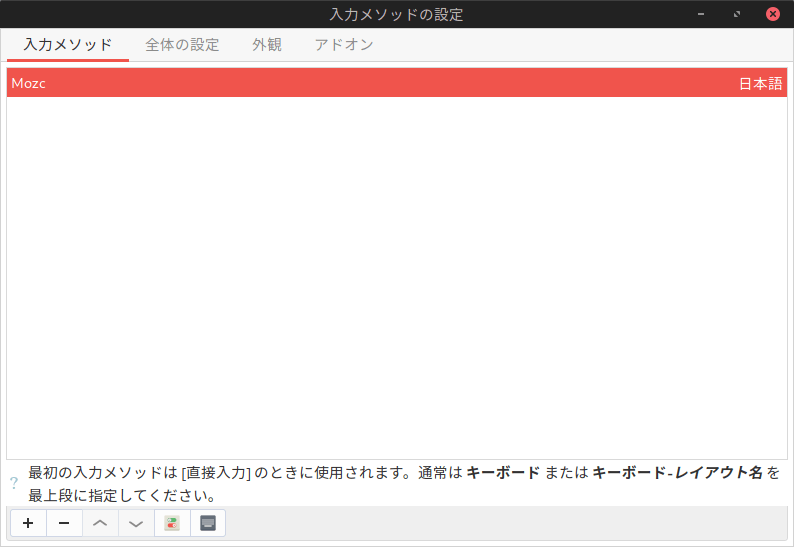 入力メソッドの設定
入力メソッド 全体の設定 外観 アドオン
Mozc 日本語
? 最初の入力メソッドは [直接入力] のときに使用されます。通常は キーボード または キーボード-レイアウト名 を
最上段に指定してください。